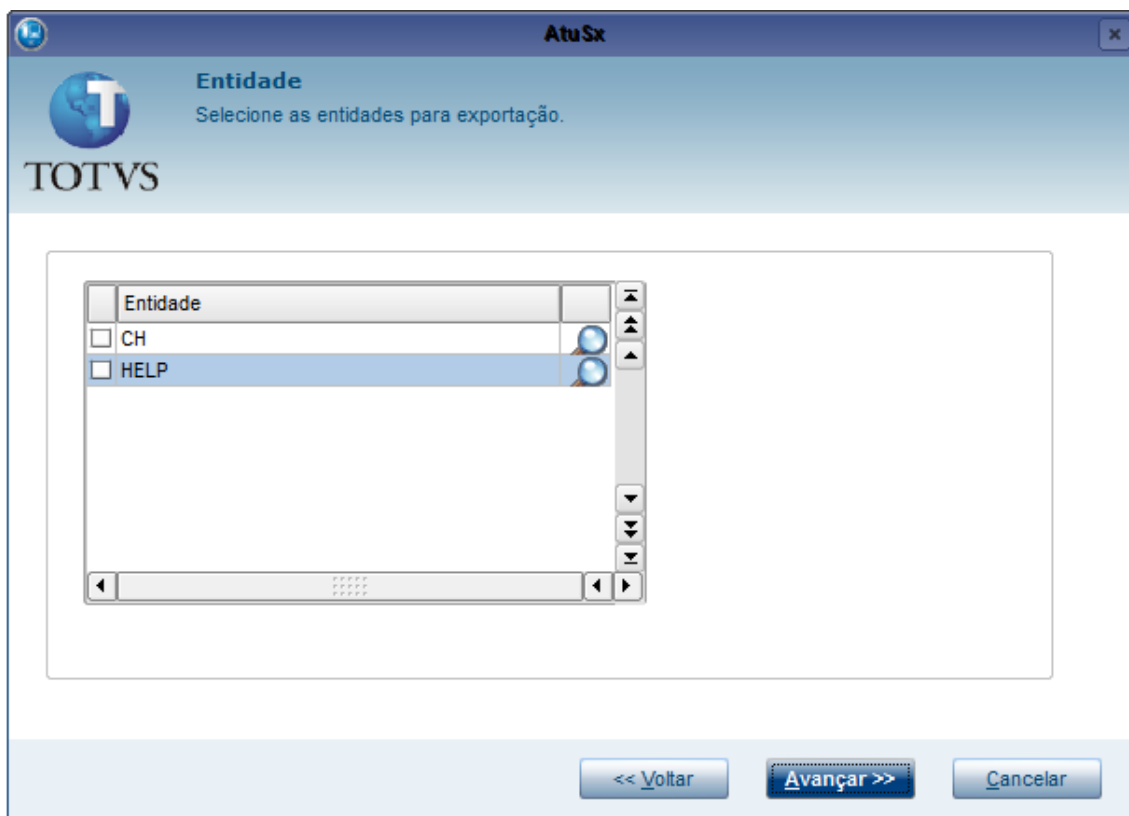 AtuSx
Entidade
Selecione as entidades para exportação.
TOTVS
Entidade
CH
HELP
<< Voltar
Avançar >>
Cancelar